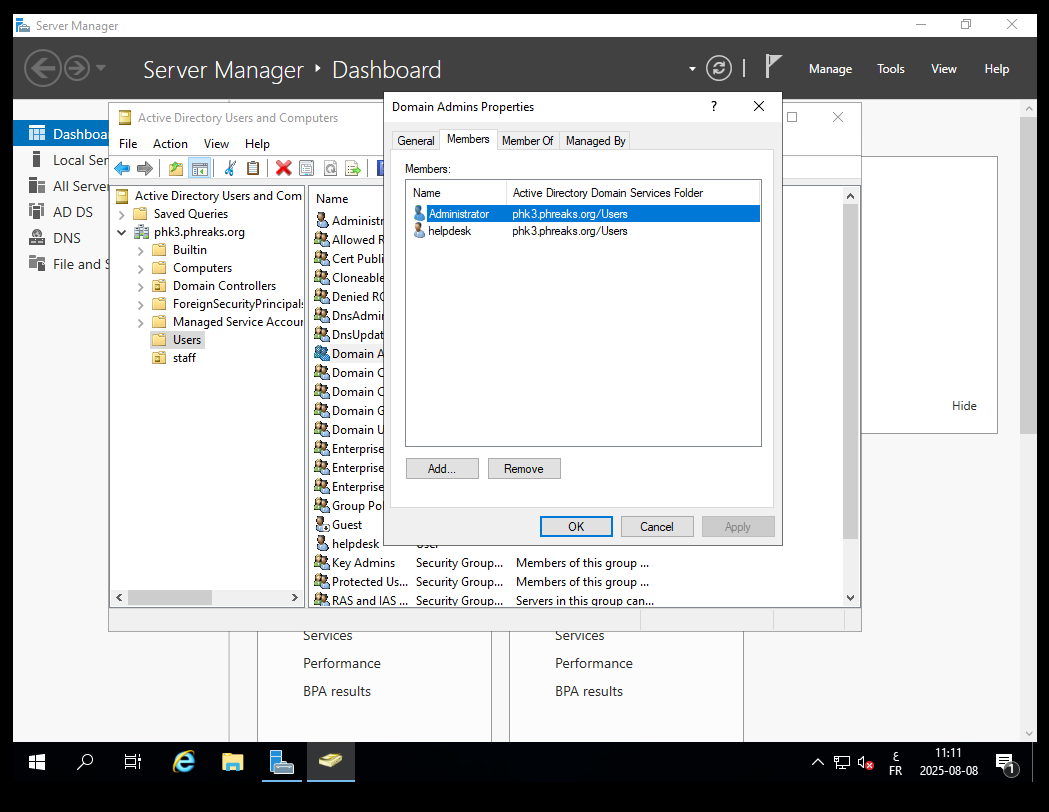 Server Manager
Server Manager ‣ Dashboard
Manage Tools View Help
Dashboa
Local Ser
All Serve
AD DS
DNS
File and S
Active Directory Users and Computers
File Action View Help
Active Directory Users and Com
Saved Queries
phk3.phreaks.org
Builtin
Computers
Domain Controllers
ForeignSecurityPrincipals
Managed Service Accour
Users
staff
Name
Administr
Allowed R
Cert Publi
Cloneable
Denied RO
DnsAdmin
DnsUpdat
Domain A
Domain C
Domain C
Domain G
Domain U
Enterprise
Enterprise
Enterprise
Group Pol
Guest
helpdesk User
Key Admins Security Group... Members of this group ...
Protected Us... Security Group... Members of this group ...
RAS and IAS ... Security Group... Servers in this group can...
Domain Admins Properties
? 
General Members Member Of Managed By
Members:
Name Active Directory Domain Services Folder
Administrator phk3.phreaks.org/Users
helpdesk phk3.phreaks.org/Users
Add... Remove
OK Cancel Apply
Hide
Services
Performance
BPA results
Services
Performance
BPA results
ع
FR
11:11
2025-08-08
1